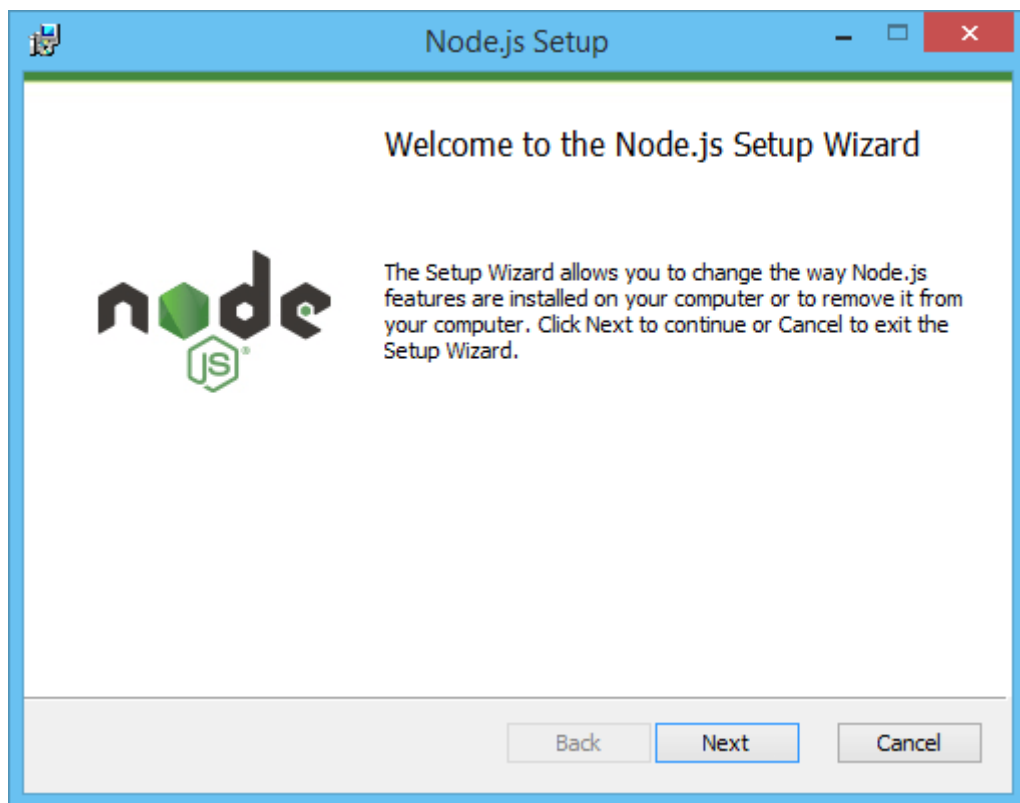 Node.js Setup
Welcome to the Node.js Setup Wizard
The Setup Wizard allows you to change the way Node.js
features are installed on your computer or to remove it from
your computer. Click Next to continue or Cancel to exit the
Setup Wizard.
node
JS®
Back Next Cancel